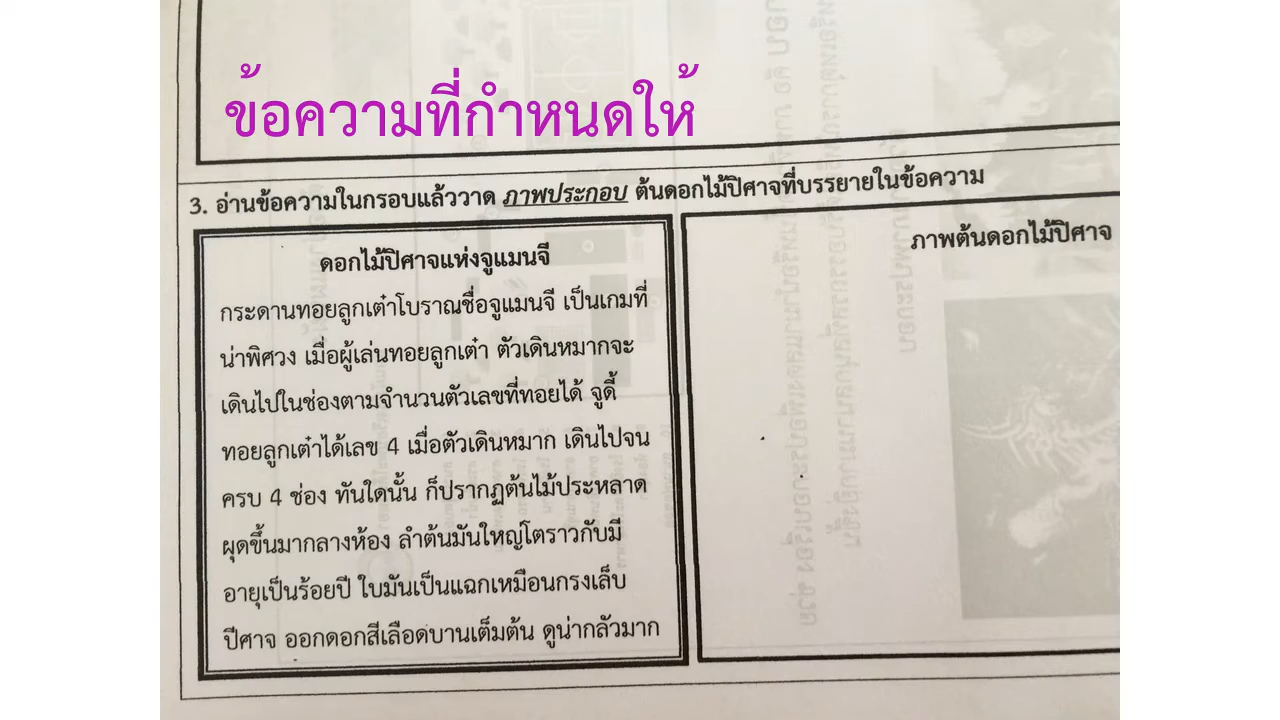 ข้อความที่กำหนดให้
3. อ่านข้อความในกรอบแล้ววาด ภาพประกอบ ต้นดอกไม้ปีศาจที่บรรยายในข้อความ
ดอกไม้ปีศาจแห่งจูแมนจี
กระดานทอยลูกเต๋าโบราณชื่อจูแมนจี เป็นเกมที่
น่าพิศวง เมื่อผู้เล่นทอยลูกเต๋า ตัวเดินหมากจะ
เดินไปในช่องตามจำนวนตัวเลขที่ทอยได้ จูดี้
ทอยลูกเต๋าได้เลข 4 เมื่อตัวเดินหมาก เดินไปจน
ครบ 4 ช่อง ทันใดนั้น ก็ปรากฏต้นไม้ประหลาด
ผุดขึ้นมากลางห้อง ลำต้นมันใหญ่โตราวกับมี
อายุเป็นร้อยปี ใบมันเป็นแฉกเหมือนกรงเล็บ
ปีศาจ ออกดอกสีเลือดบานเต็มต้น ดูน่ากลัวมาก
ภาพต้นดอกไม้ปีศาจ